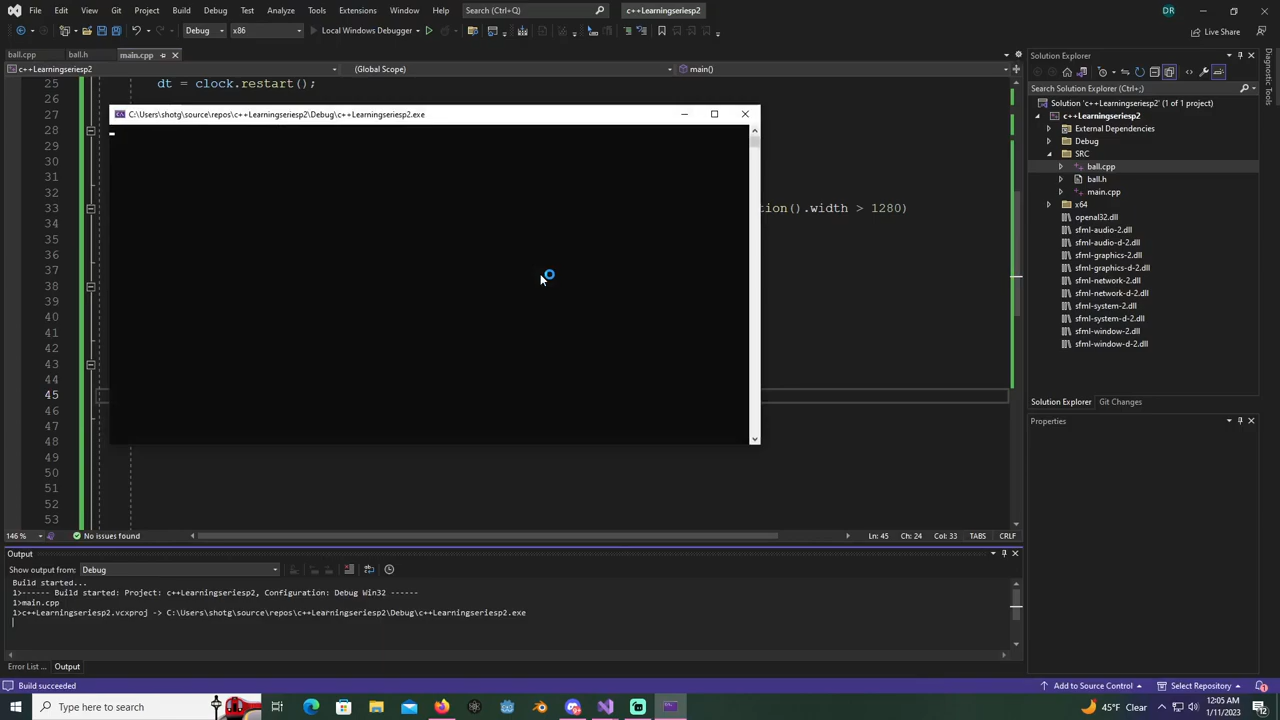 File Edit View Git Project Build Debug Test Analyze Tools Extensions Window Help Search (Ctrl+Q) c++Learningseriesp2 DR
Debug x86 Local Windows Debugger Live Share
ball.cpp ball.h main.cpp
c++Learningseriesp2 (Global Scope) main()
25 dt = clock.restart();
26
27
28
29
30
31
32
33 tion().width > 1280)
34
35
36
37
38
39
40
41
42
43
44
45
46
47
48
49
50
51
52
53
C:\Users\shotg\source\repos\c++Learningseriesp2\Debug\c++Learningseriesp2.exe
146 % No issues found Ln: 45 Ch: 24 Col: 33 TABS CRLF
Output
Show output from: Debug
Build started...
1>------ Build started: Project: c++Learningseriesp2, Configuration: Debug Win32 ------
1>main.cpp
1>c++Learningseriesp2.vcxproj -> C:\Users\shotg\source\repos\c++Learningseriesp2\Debug\c++Learningseriesp2.exe
Error List ... Output
Solution Explorer
Search Solution Explorer (Ctrl+;)
Solution 'c++Learningseriesp2' (1 of 1 project)
c++Learningseriesp2
External Dependencies
Debug
SRC
ball.cpp
ball.h
main.cpp
x64
openal32.dll
sfml-audio-2.dll
sfml-audio-d-2.dll
sfml-graphics-2.dll
sfml-graphics-d-2.dll
sfml-network-2.dll
sfml-network-d-2.dll
sfml-system-2.dll
sfml-system-d-2.dll
sfml-window-2.dll
sfml-window-d-2.dll
Solution Explorer Git Changes
Properties
Diagnostic Tools
Build succeeded Add to Source Control Select Repository 1
Type here to search 45°F Clear 12:05 AM
1/11/2023 12